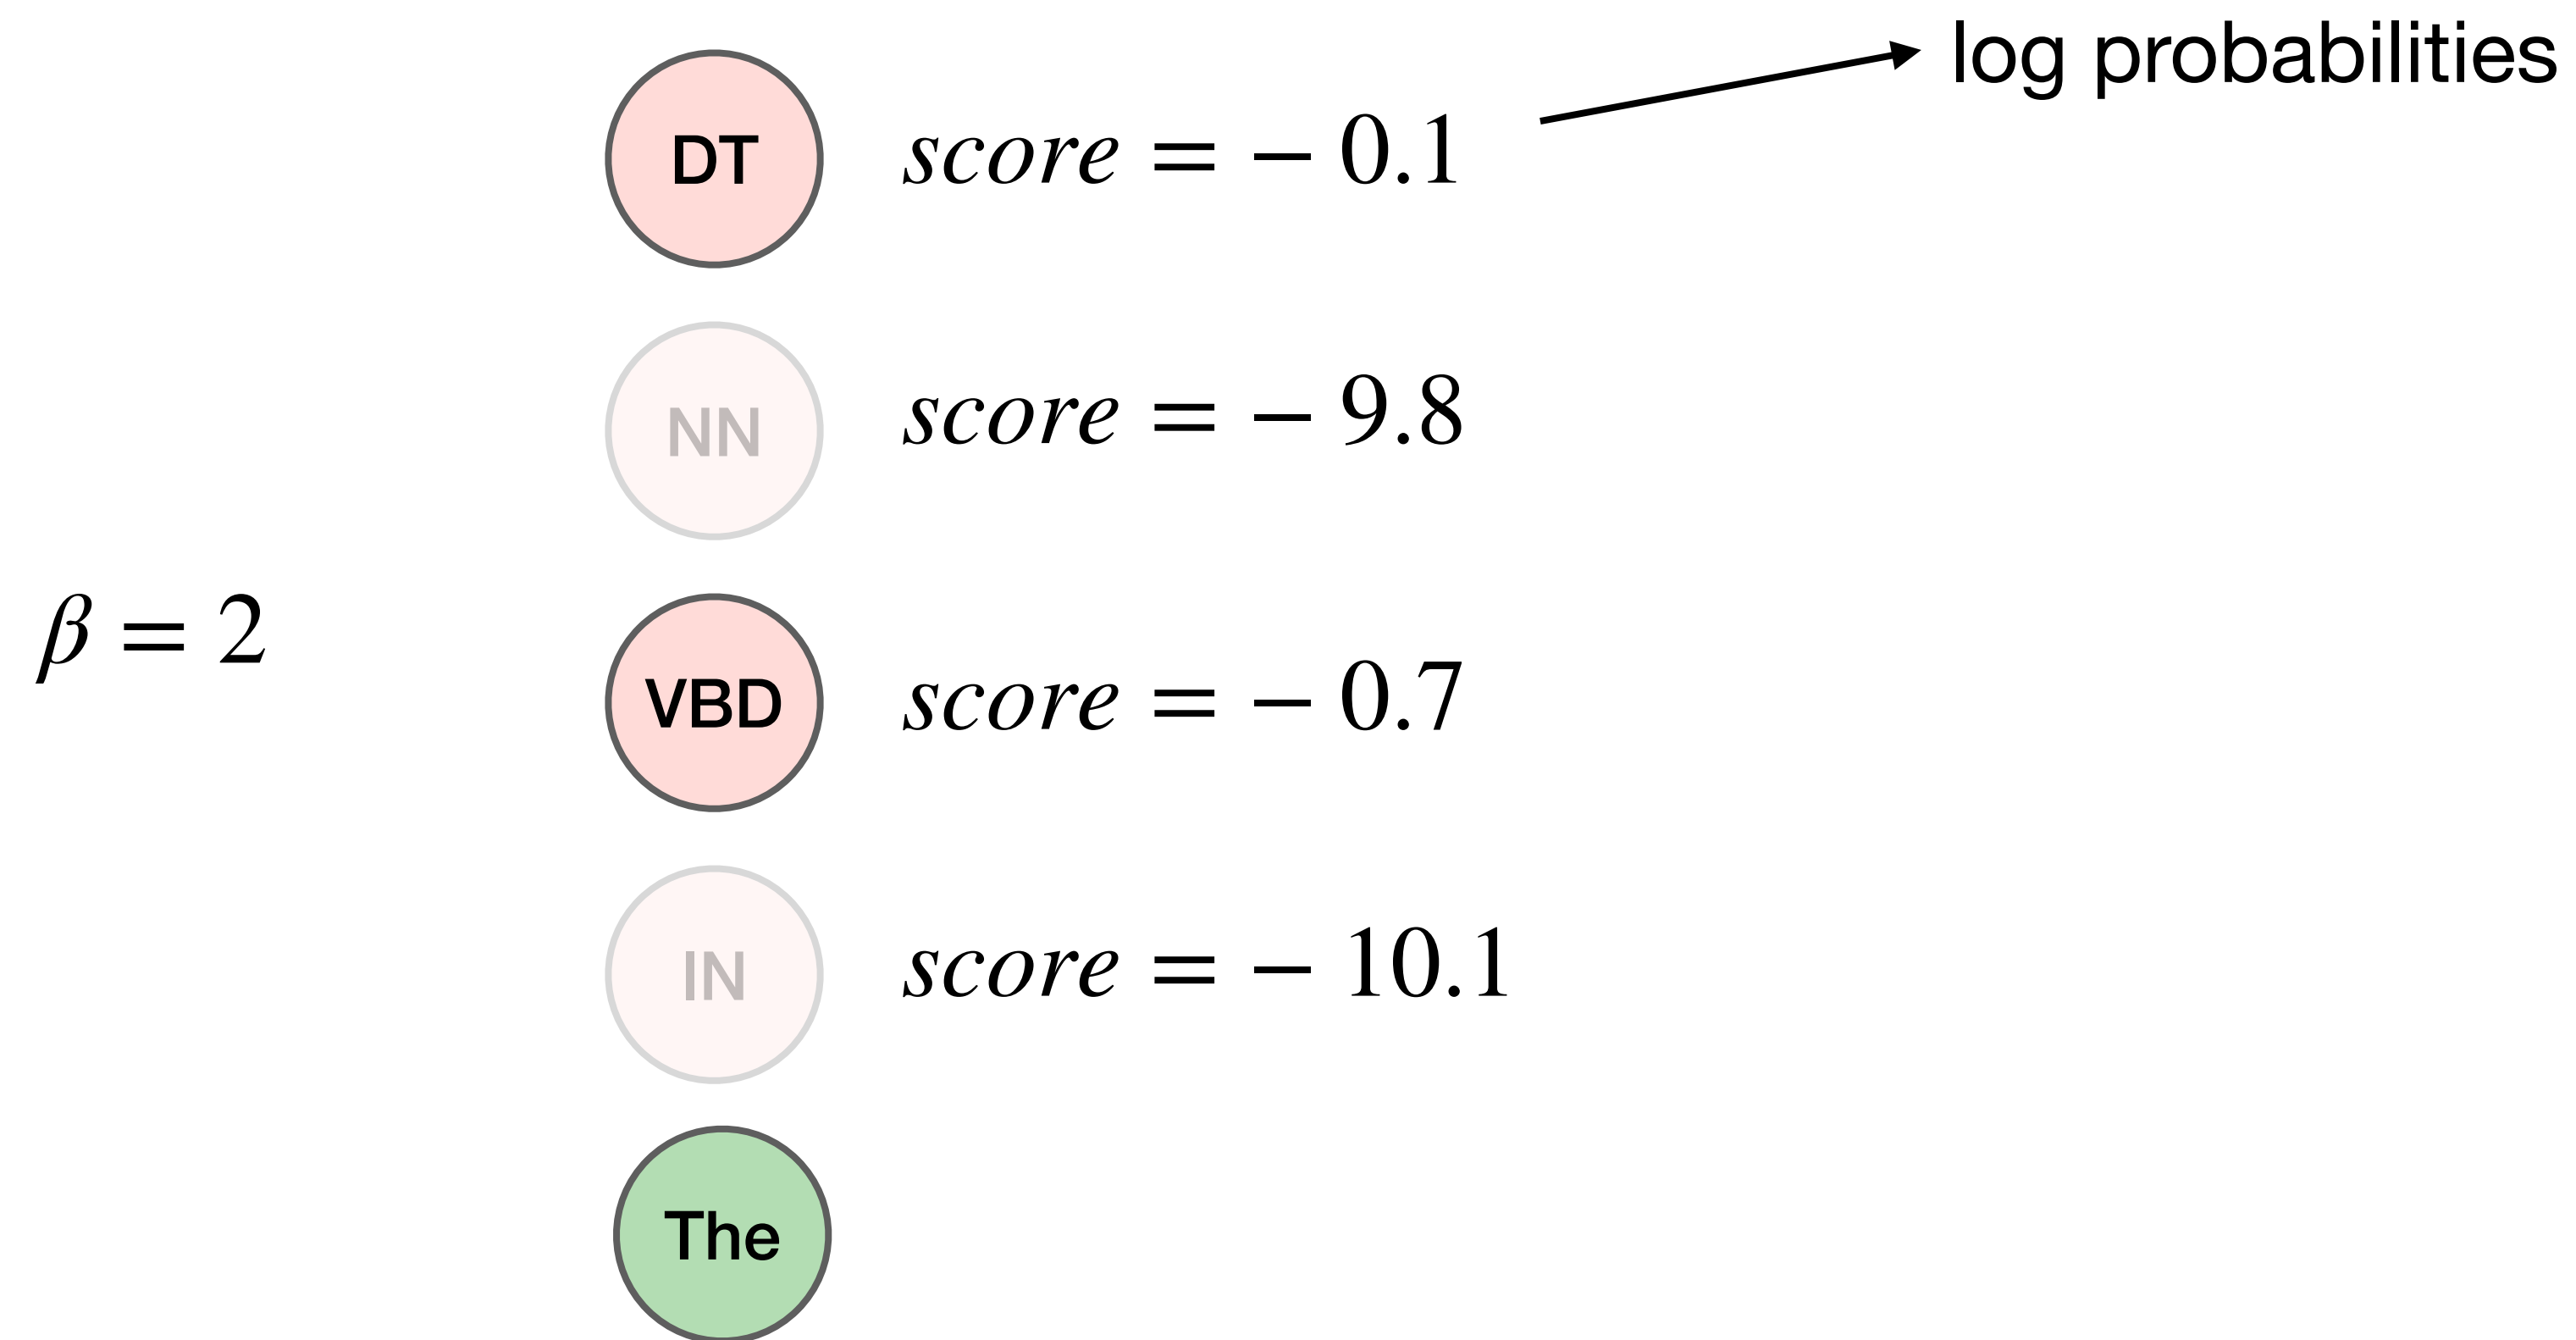 log probabilities
DT score = − 0.1
NN score = − 9.8
β = 2
VBD score = − 0.7
IN score = − 10.1
The